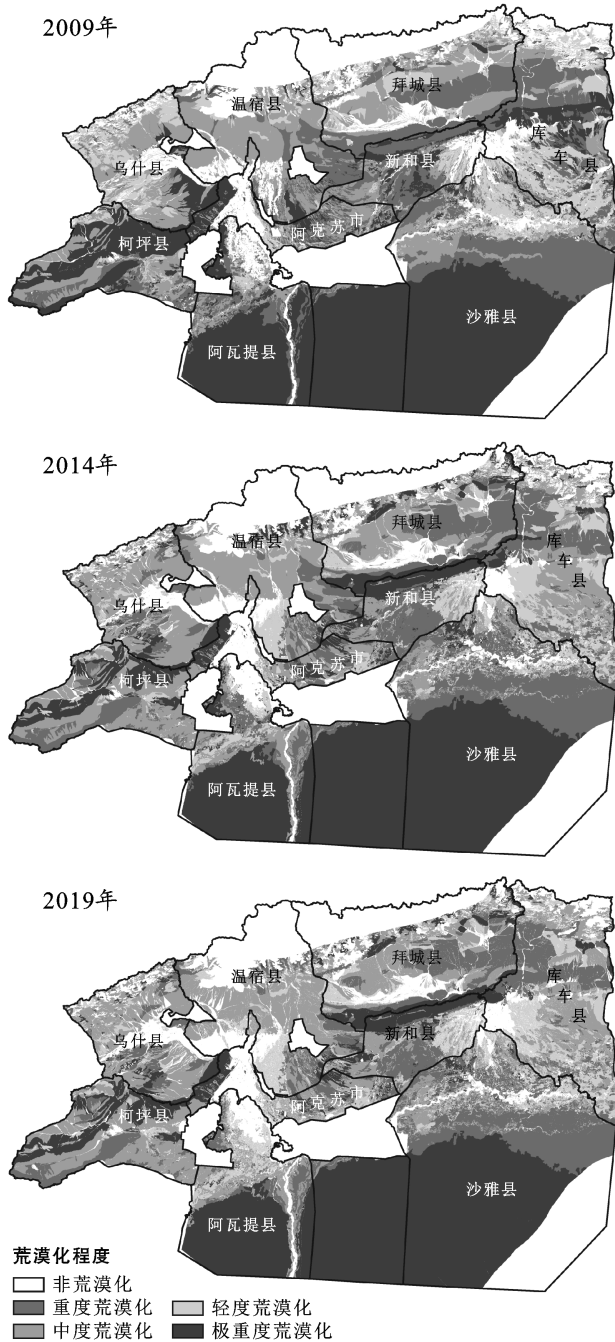 2009年
拜城县
温宿县
库车县
新和县
乌什县
阿克苏市
柯坪县
沙雅县
阿瓦提县
2014年
拜城县
温宿县
库车县
新和县
乌什县
阿克苏市
柯坪县
沙雅县
阿瓦提县
2019年
拜城县
温宿县
库车县
新和县
乌什县
阿克苏市
柯坪县
沙雅县
阿瓦提县
荒漠化程度
非荒漠化
重度荒漠化 轻度荒漠化
中度荒漠化 极重度荒漠化